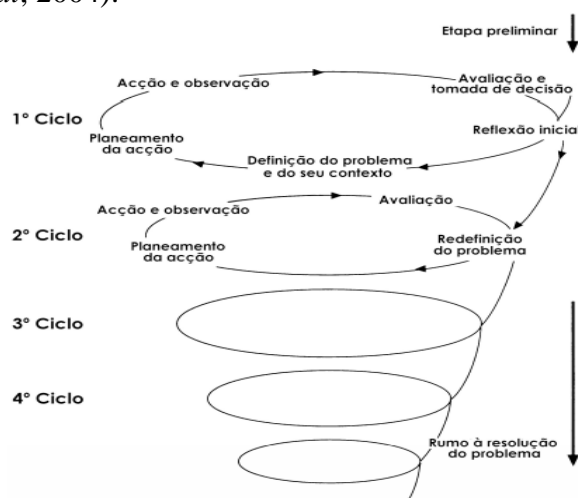 , 2004).
Etapa preliminar
Acção e observação
Avaliação e
tomada de decisão
1º Ciclo
Reflexão inicial
Planeamento
da acção
Definição do problema
e do seu contexto
Acção e observação
Avaliação
2º Ciclo
Planeamento
da acção
Redefinição
do problema
3º Ciclo
4º Ciclo
Rumo à resolução
do problema